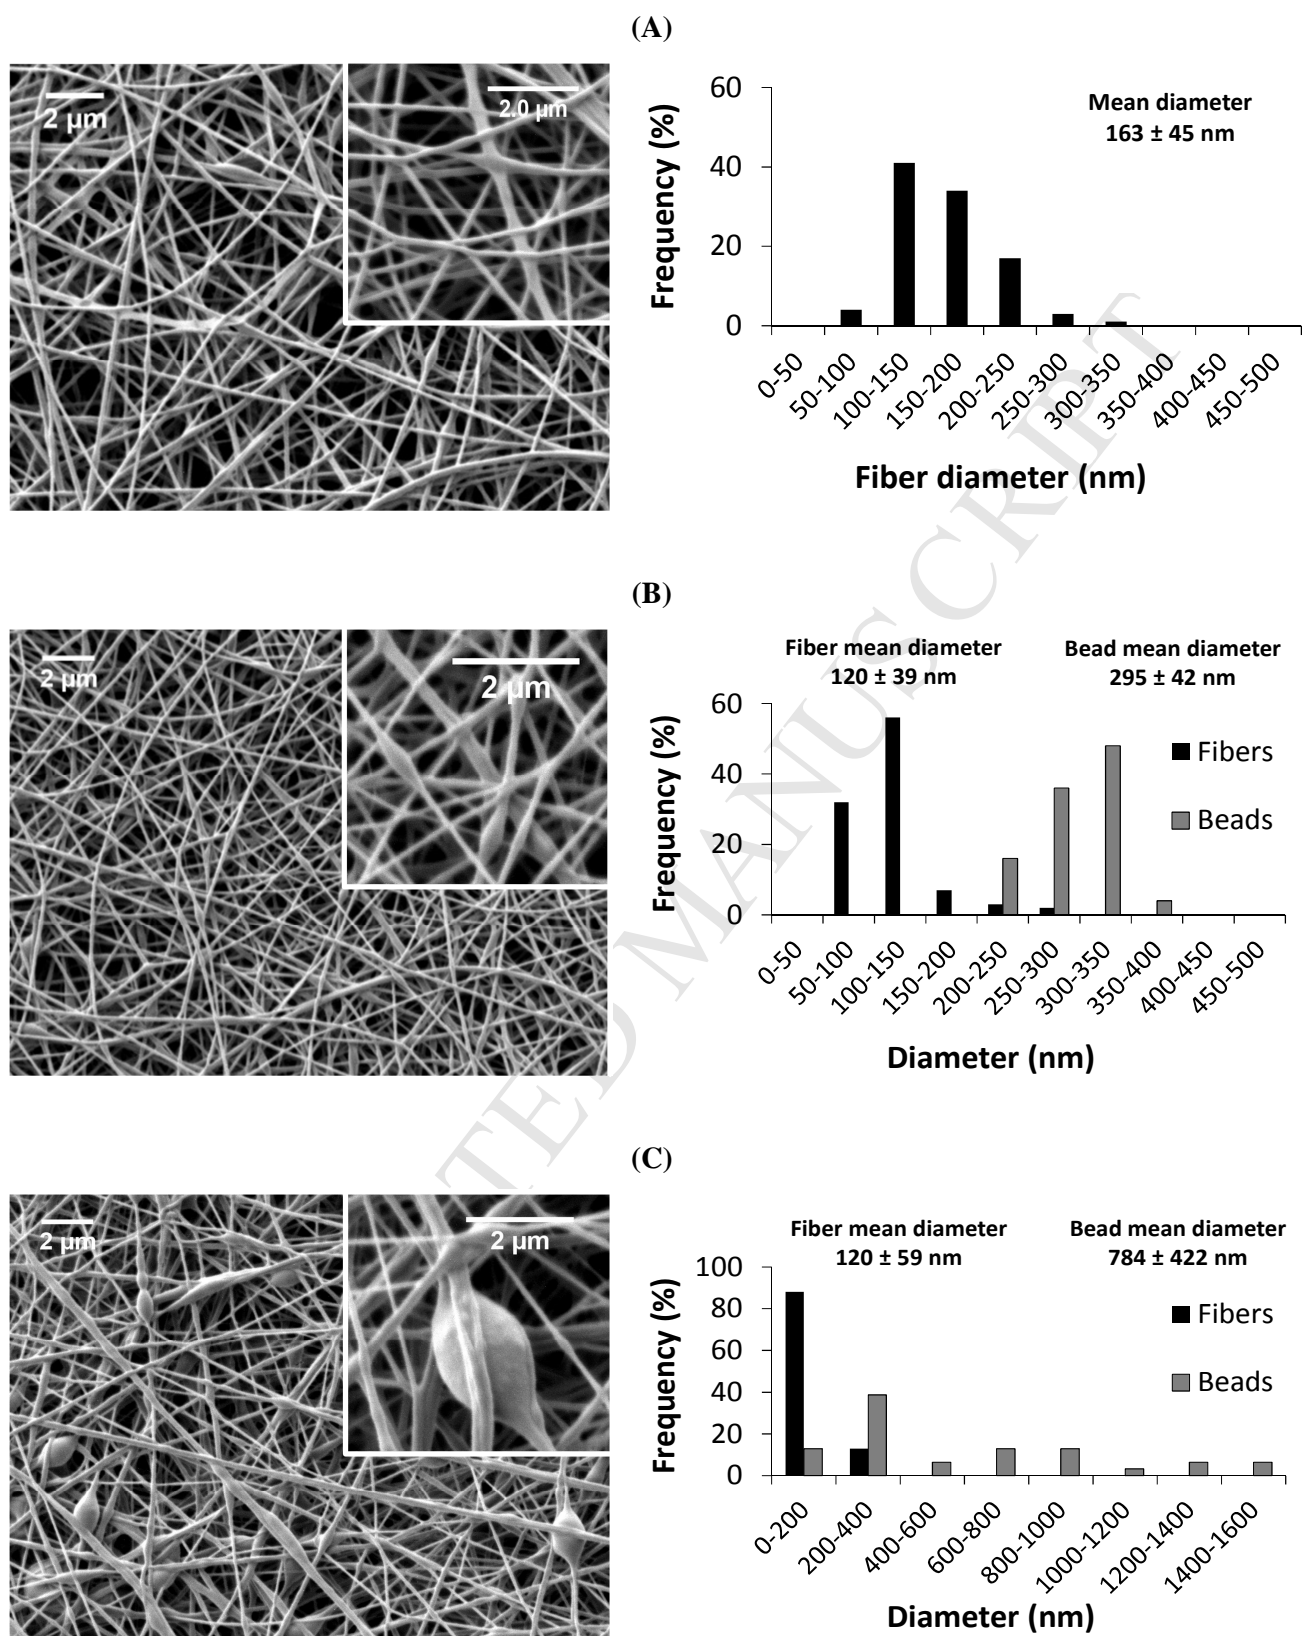 (A)
2 µm
2.0 µm
Mean diameter
163 ± 45 nm
Frequency (%)
60
40
20
0
0-50
50-100
100-150
150-200
200-250
250-300
300-350
350-400
400-450
450-500
Fiber diameter (nm)
(B)
2 µm
2 µm
Fiber mean diameter
120 ± 39 nm
Bead mean diameter
295 ± 42 nm
Frequency (%)
60
40
20
0
Fibers
Beads
0-50
50-100
100-150
150-200
200-250
250-300
300-350
350-400
400-450
450-500
Diameter (nm)
(C)
2 µm
2 µm
Fiber mean diameter
120 ± 59 nm
Bead mean diameter
784 ± 422 nm
Frequency (%)
100
80
60
40
20
0
Fibers
Beads
0-200
200-400
400-600
600-800
800-1000
1000-1200
1200-1400
1400-1600
Diameter (nm)
TED MANUSCRIPT